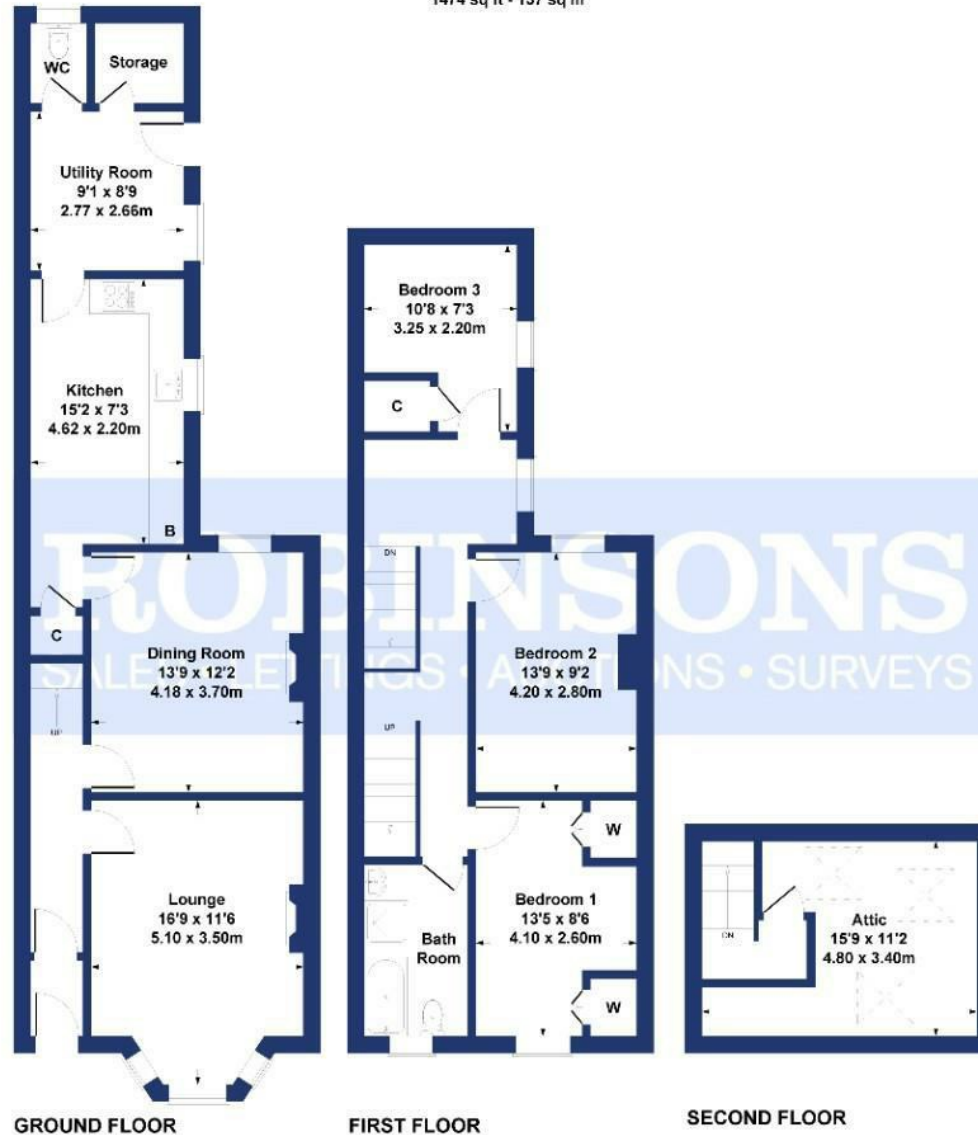 1474 sq ft - 137 sq m
WC
Storage
Utility Room
9'1 x 8'9
2.77 x 2.66m
Kitchen
15'2 x 7'3
4.62 x 2.20m
B
C
Dining Room
13'9 x 12'2
4.18 x 3.70m
UP
Lounge
16'9 x 11'6
5.10 x 3.50m
GROUND FLOOR
Bedroom 3
10'8 x 7'3
3.25 x 2.20m
C
DN
Bedroom 2
13'9 x 9'2
4.20 x 2.80m
UP
W
Bedroom 1
13'5 x 8'6
4.10 x 2.60m
Bath
Room
W
FIRST FLOOR
DN
Attic
15'9 x 11'2
4.80 x 3.40m
SECOND FLOOR
ROBINSONS
SALES • LETTINGS • AUCTIONS • SURVEYS